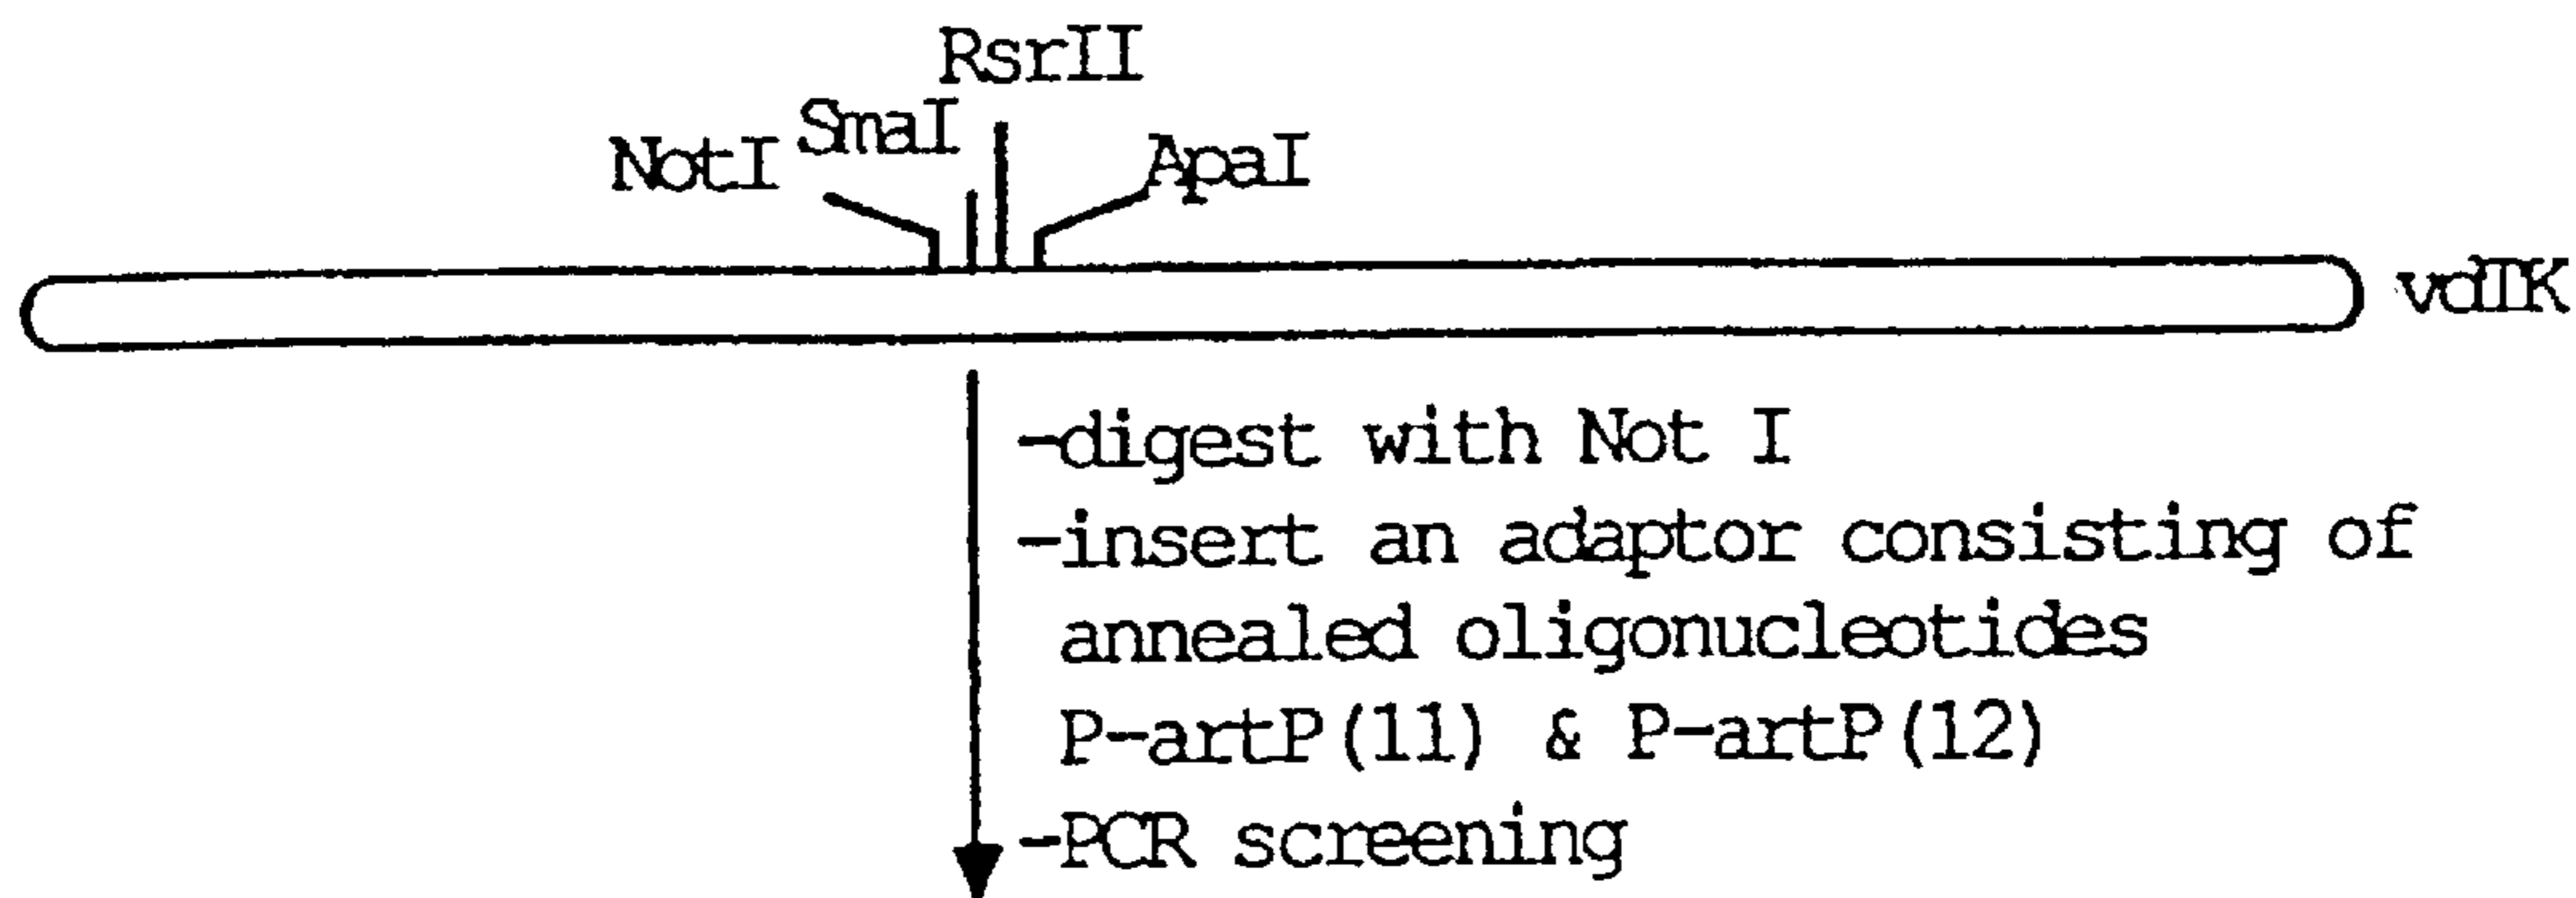 RsrII
SmaI
NotI
ApaI
vdTK
-digest with Not I
-insert an adaptor consisting of
annealed oligonucleotides
P-artP(11) & P-artP(12)
-PCR screening